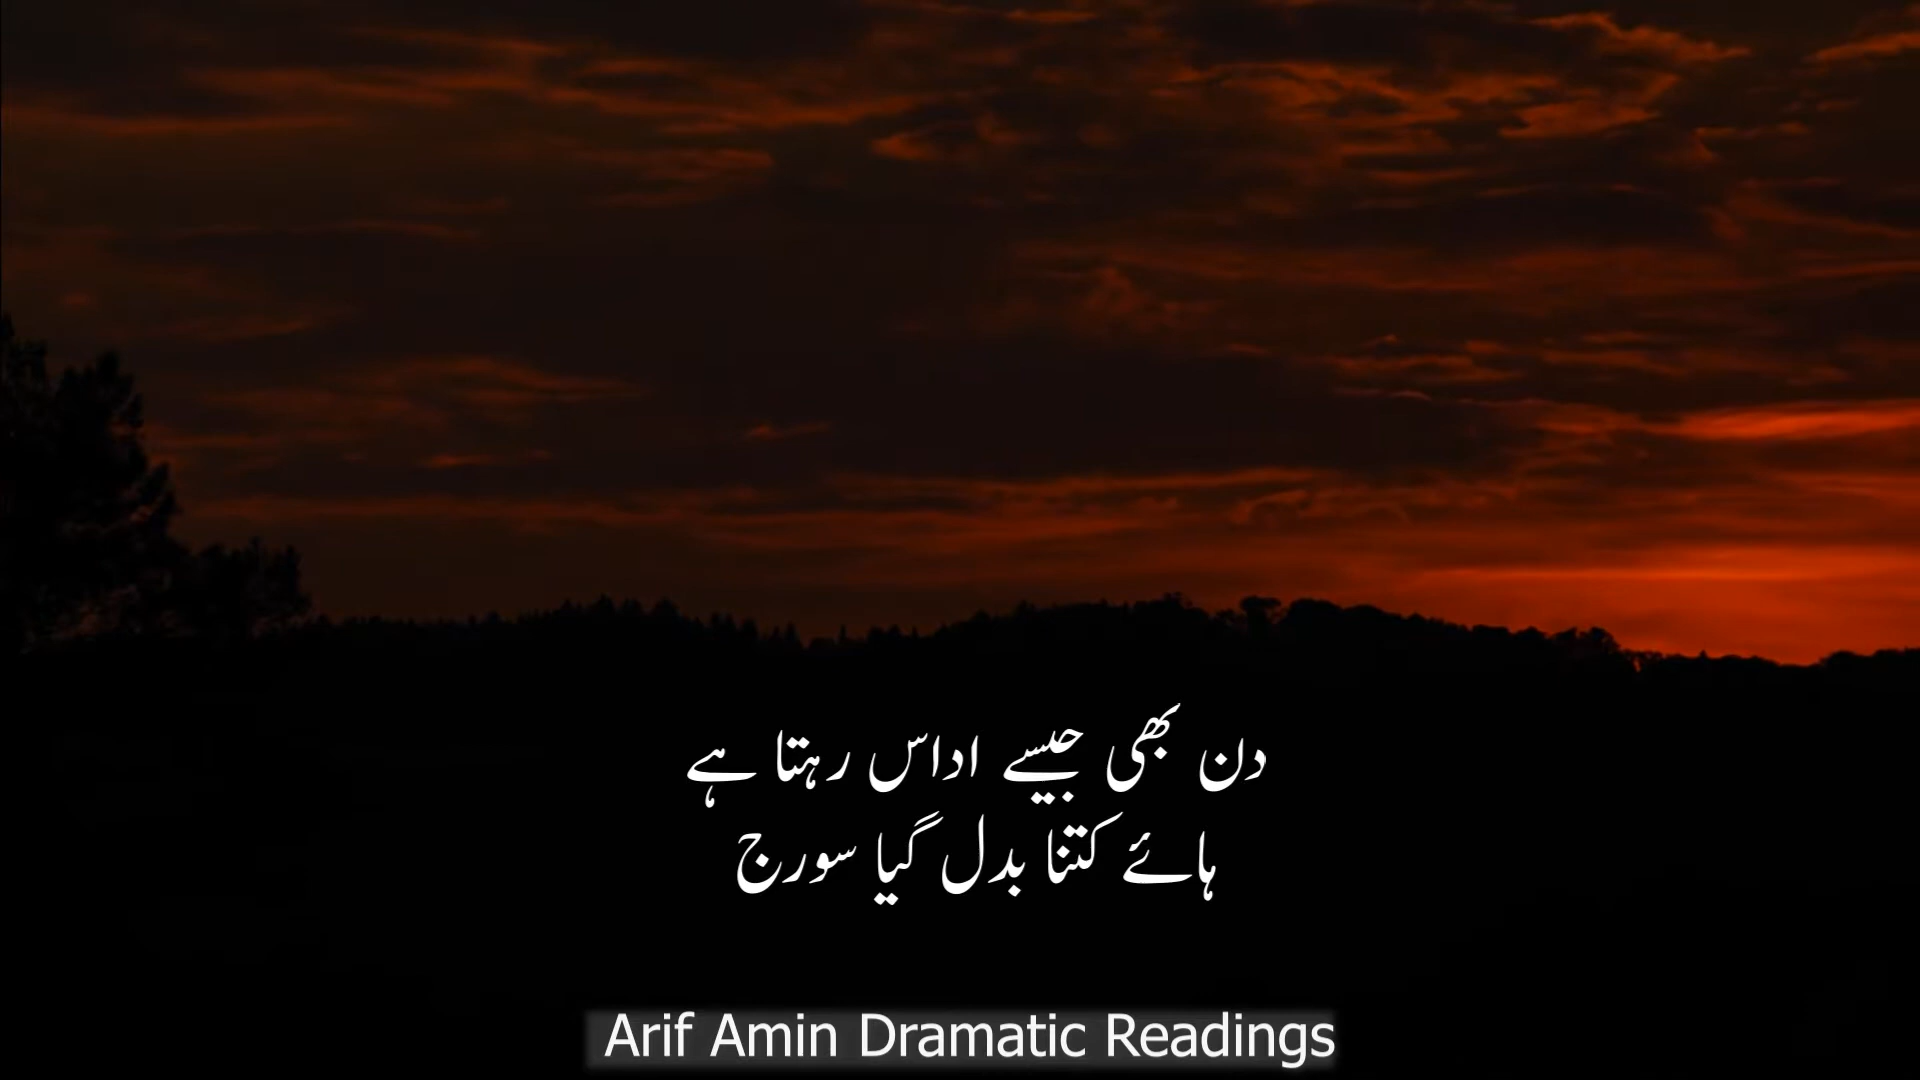 دن بھی جیسے اداس رہتا ہے
ہائے کتنا بدل گیا سورج
Arif Amin Dramatic Readings